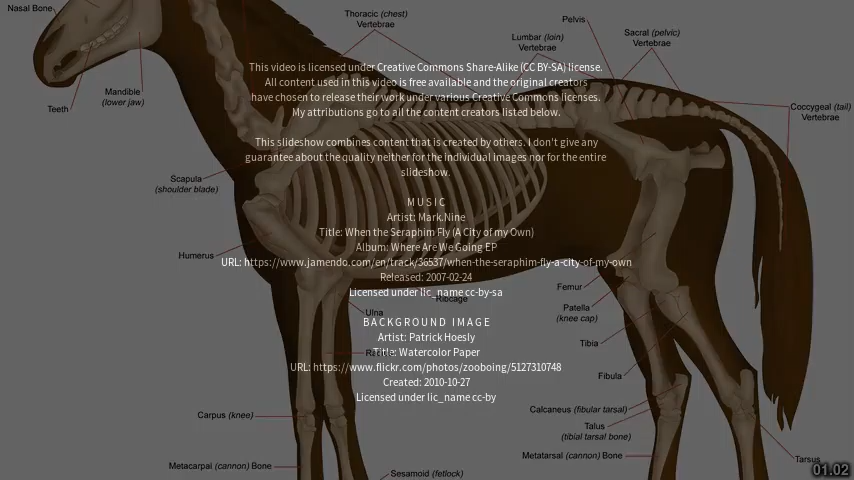 Nasal Bone
Thoracic (chest)
Vertebrae
Pelvis
Lumbar (loin)
Vertebrae
Sacral (pelvic)
Vertebrae
Teeth
Mandible
(lower jaw)
Coccygeal (tail)
Vertebrae
This video is licensed under Creative Commons Share-Alike (CC BY-SA) license.
All content used in this video is free available and the original creators
have chosen to release their work under various Creative Commons licenses.
My attributions go to all the content creators listed below.
This slideshow combines content that is created by others. I don't give any
guarantee about the quality neither for the individual images nor for the entire
slideshow.
Scapula
(shoulder blade)
MUSIC
Artist: Mark.Nine
Title: When the Seraphim Fly (A City of my Own)
Album: Where Are We Going EP
URL: https://www.jamendo.com/en/track/36537/when-the-seraphim-fly-a-city-of-my-own
Released: 2007-02-24
Licensed under lic_name cc-by-sa
Humerus
Ribcage
Ulna
Femur
Patella
(knee cap)
BACKGROUND IMAGE
Artist: Patrick Hoesly
Title: Watercolor Paper
URL: https://www.flickr.com/photos/zooboing/5127310748
Created: 2010-10-27
Licensed under lic_name cc-by
Tibia
Fibula
Carpus (knee)
Calcaneus (fibular tarsal)
Talus
(tibial tarsal bone)
Metacarpal (cannon) Bone
Sesamoid (fetlock)
Metatarsal (cannon) Bone
Tarsus
01.02